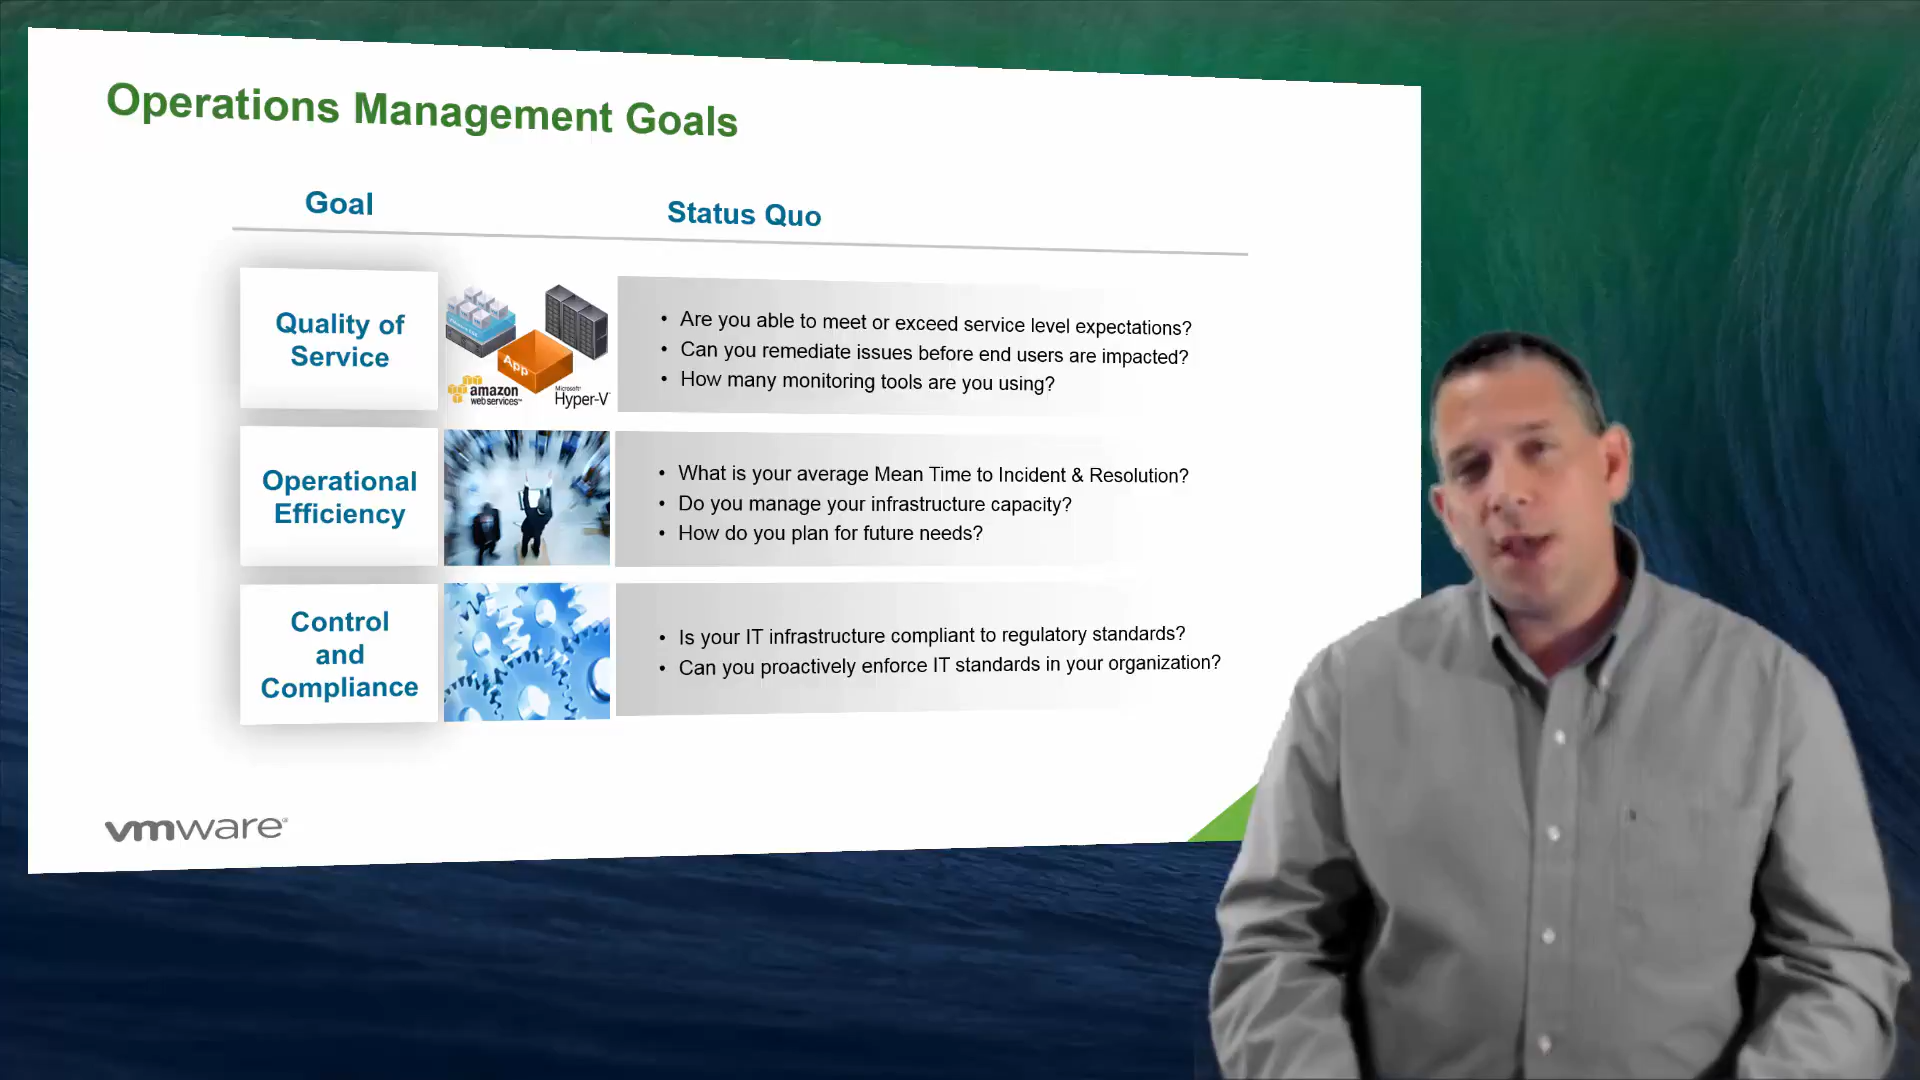 Operations Management Goals
Goal
Status Quo
Quality of
Service
App
amazon
web services™
Microsoft
Hyper-V
• Are you able to meet or exceed service level expectations?
• Can you remediate issues before end users are impacted?
• How many monitoring tools are you using?
Operational
Efficiency
• What is your average Mean Time to Incident & Resolution?
• Do you manage your infrastructure capacity?
• How do you plan for future needs?
Control
and
Compliance
• Is your IT infrastructure compliant to regulatory standards?
• Can you proactively enforce IT standards in your organization?
vmware®